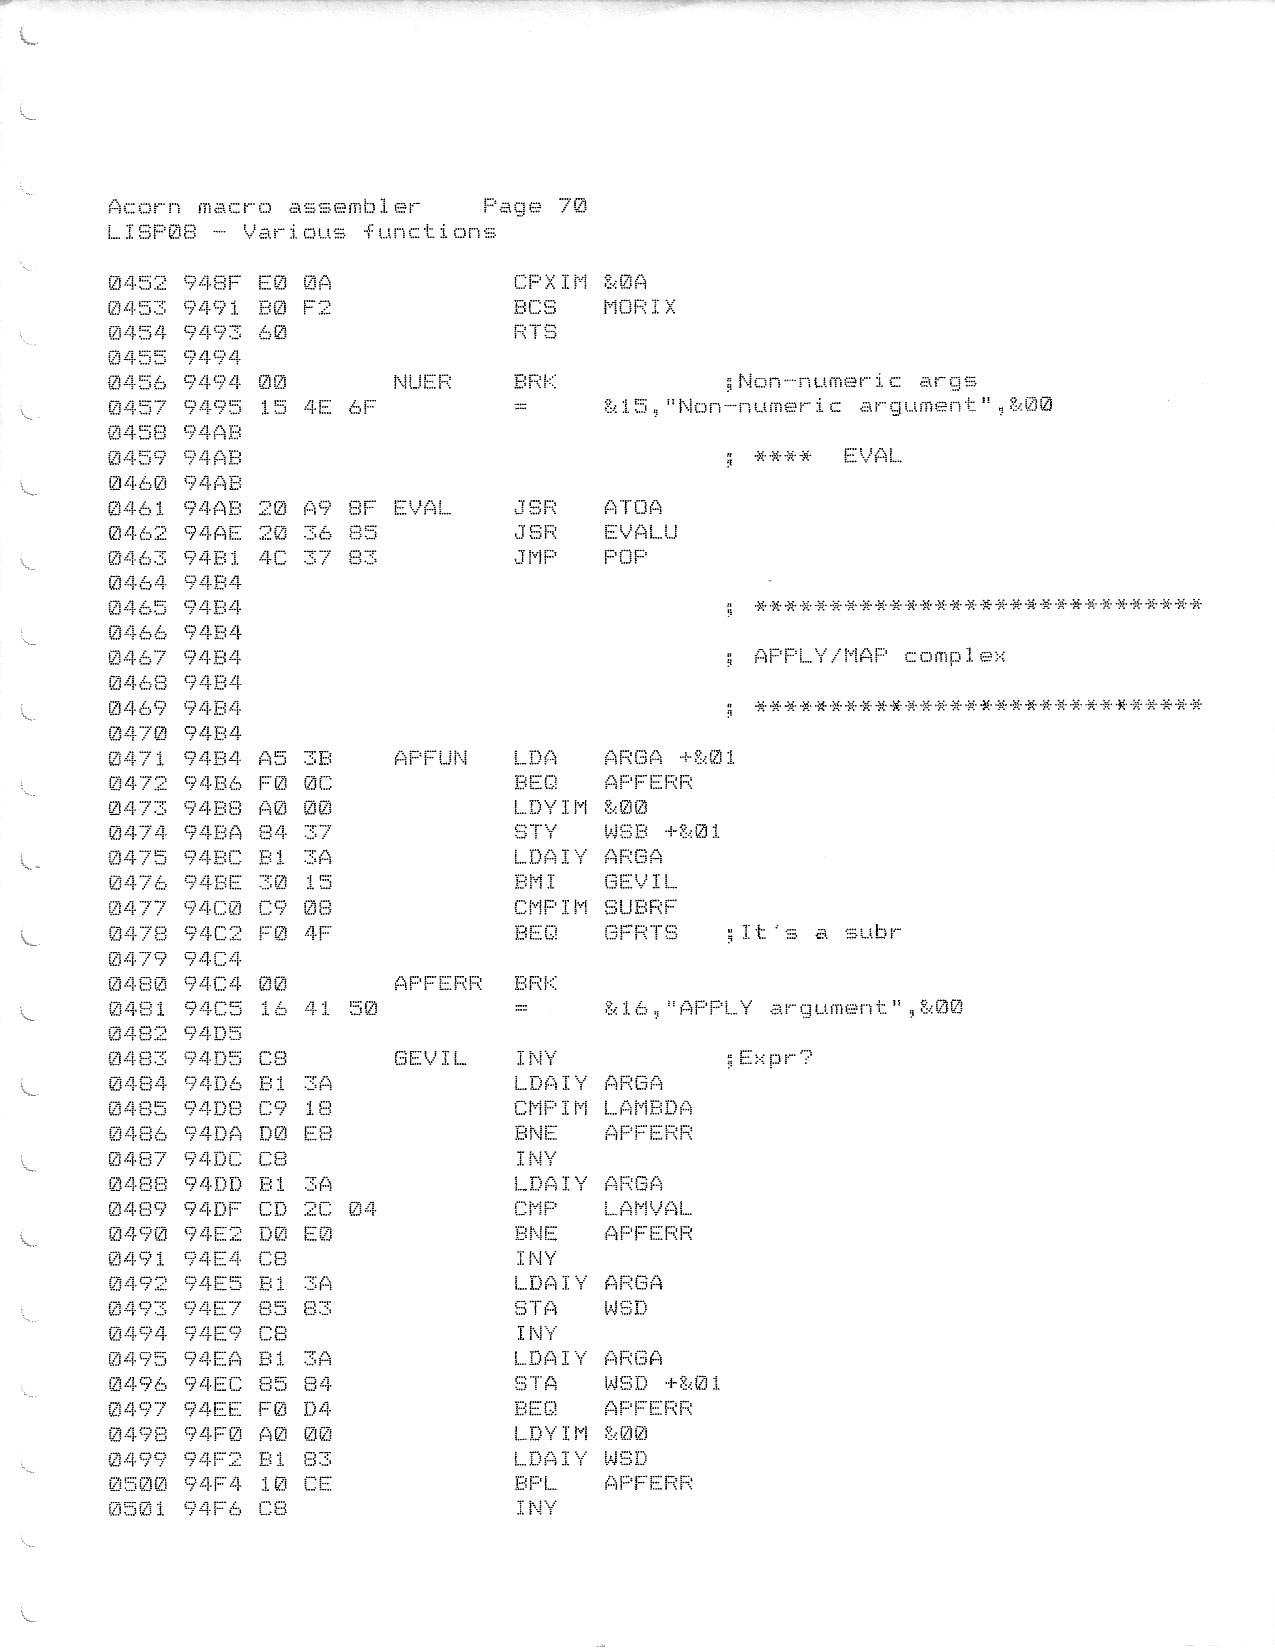 Acorn macro assembler    Page 70
LISP08 - Various functions
0452 948F E0 0A            CPXIM &0A
0453 9491 B0 F2            BCS   MORIX
0454 9493 60               RTS
0455 9494
0456 9494 00       NUER    BRK           ;Non-numeric args
0457 9495 15 4E 6F         =     &15,"Non-numeric argument",&00
0458 94AB
0459 94AB                                ; ****  EVAL
0460 94AB
0461 94AB 20 A9 8F EVAL    JSR   ATOA
0462 94AE 20 36 85         JSR   EVALU
0463 94B1 4C 37 83         JMP   POP
0464 94B4
0465 94B4                                ; ******************************
0466 94B4
0467 94B4                                ; APPLY/MAP complex
0468 94B4
0469 94B4                                ; ******************************
0470 94B4
0471 94B4 A5 3B    APFUN   LDA   ARGA +&01
0472 94B6 F0 0C            BEQ   APFERR
0473 94B8 A0 00            LDYIM &00
0474 94BA 84 37            STY   WSB +&01
0475 94BC B1 3A            LDAIY ARGA
0476 94BE 30 15            BMI   GEVIL
0477 94C0 C9 08            CMPIM SUBRF
0478 94C2 F0 4F            BEQ   GFRTS   ;It's a subr
0479 94C4
0480 94C4 00       APFERR  BRK
0481 94C5 16 41 50         =     &16,"APPLY argument",&00
0482 94D5
0483 94D5 C8       GEVIL   INY           ;Expr?
0484 94D6 B1 3A            LDAIY ARGA
0485 94D8 C9 18            CMPIM LAMBDA
0486 94DA D0 E8            BNE   APFERR
0487 94DC C8               INY
0488 94DD B1 3A            LDAIY ARGA
0489 94DF CD 2C 04         CMP   LAMVAL
0490 94E2 D0 E0            BNE   APFERR
0491 94E4 C8               INY
0492 94E5 B1 3A            LDAIY ARGA
0493 94E7 85 83            STA   WSD
0494 94E9 C8               INY
0495 94EA B1 3A            LDAIY ARGA
0496 94EC 85 84            STA   WSD +&01
0497 94EE F0 D4            BEQ   APFERR
0498 94F0 A0 00            LDYIM &00
0499 94F2 B1 83            LDAIY WSD
0500 94F4 10 CE            BPL   APFERR
0501 94F6 C8               INY